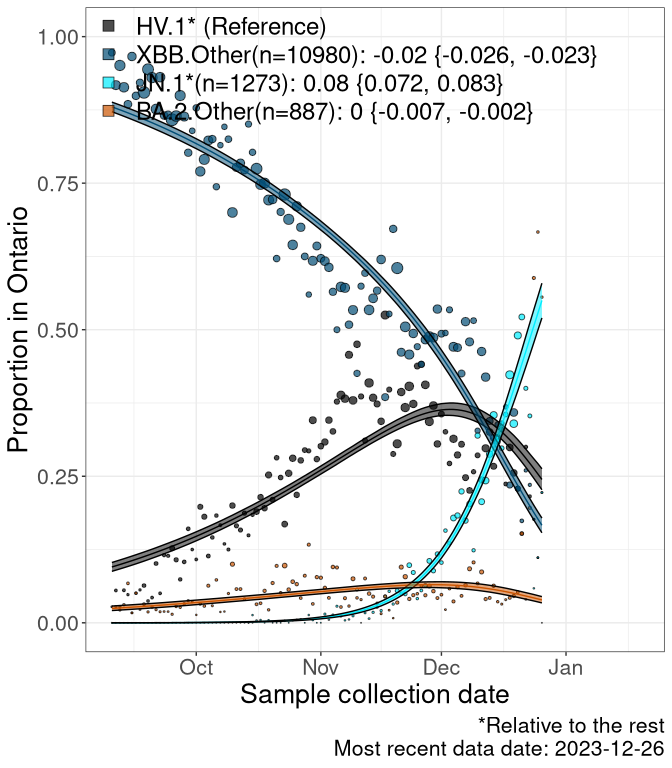 HV.1* (Reference)
XBB.Other(n=10980): -0.02 {-0.026, -0.023}
JN.1*(n=1273): 0.08 {0.072, 0.083}
BA.2.Other(n=887): 0 {-0.007, -0.002}
1.00
0.75
0.50
0.25
0.00
Proportion in Ontario
Oct Nov Dec Jan
Sample collection date
*Relative to the rest
Most recent data date: 2023-12-26